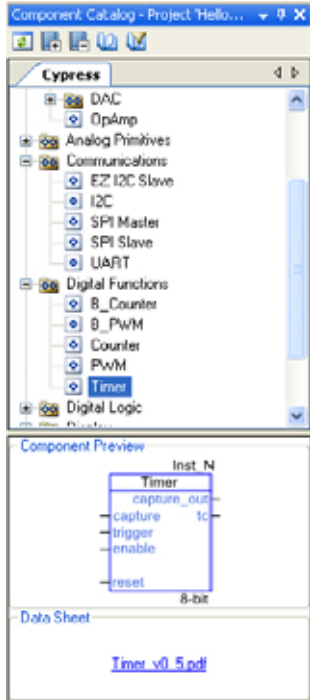 Component Catalog - Project 'Hello...
Cypress
DAC
OpAmp
Analog Primitives
Communications
EZ I2C Slave
I2C
SPI Master
SPI Slave
UART
Digital Functions
B_Counter
B_PWM
Counter
PWM
Timer
Digital Logic
Component Preview
Inst_N
Timer
capture_out
capture tc
trigger
enable
reset
8-bit
Data Sheet
Timer_v0_5.pdf